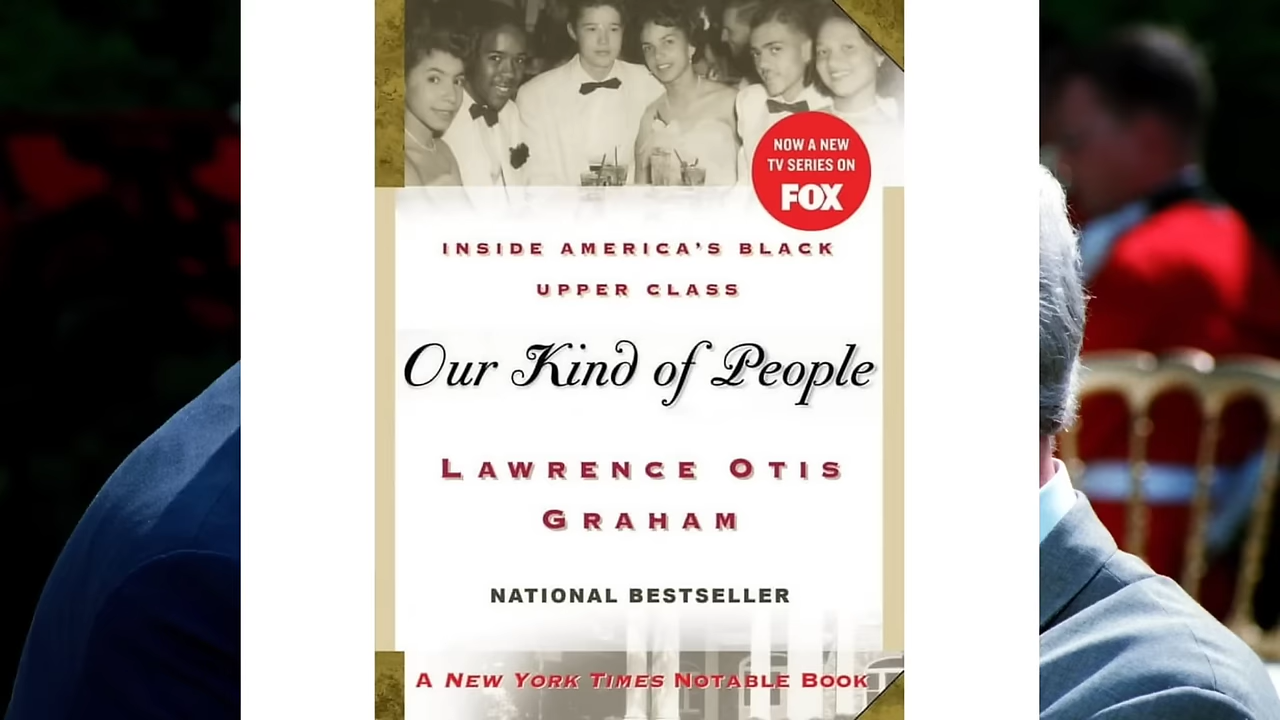 NOW A NEW
TV SERIES ON
FOX
INSIDE AMERICA'S BLACK
UPPER CLASS
Our Kind of People
LAWRENCE OTIS
GRAHAM
NATIONAL BESTSELLER
A NEW YORK TIMES NOTABLE BOOK